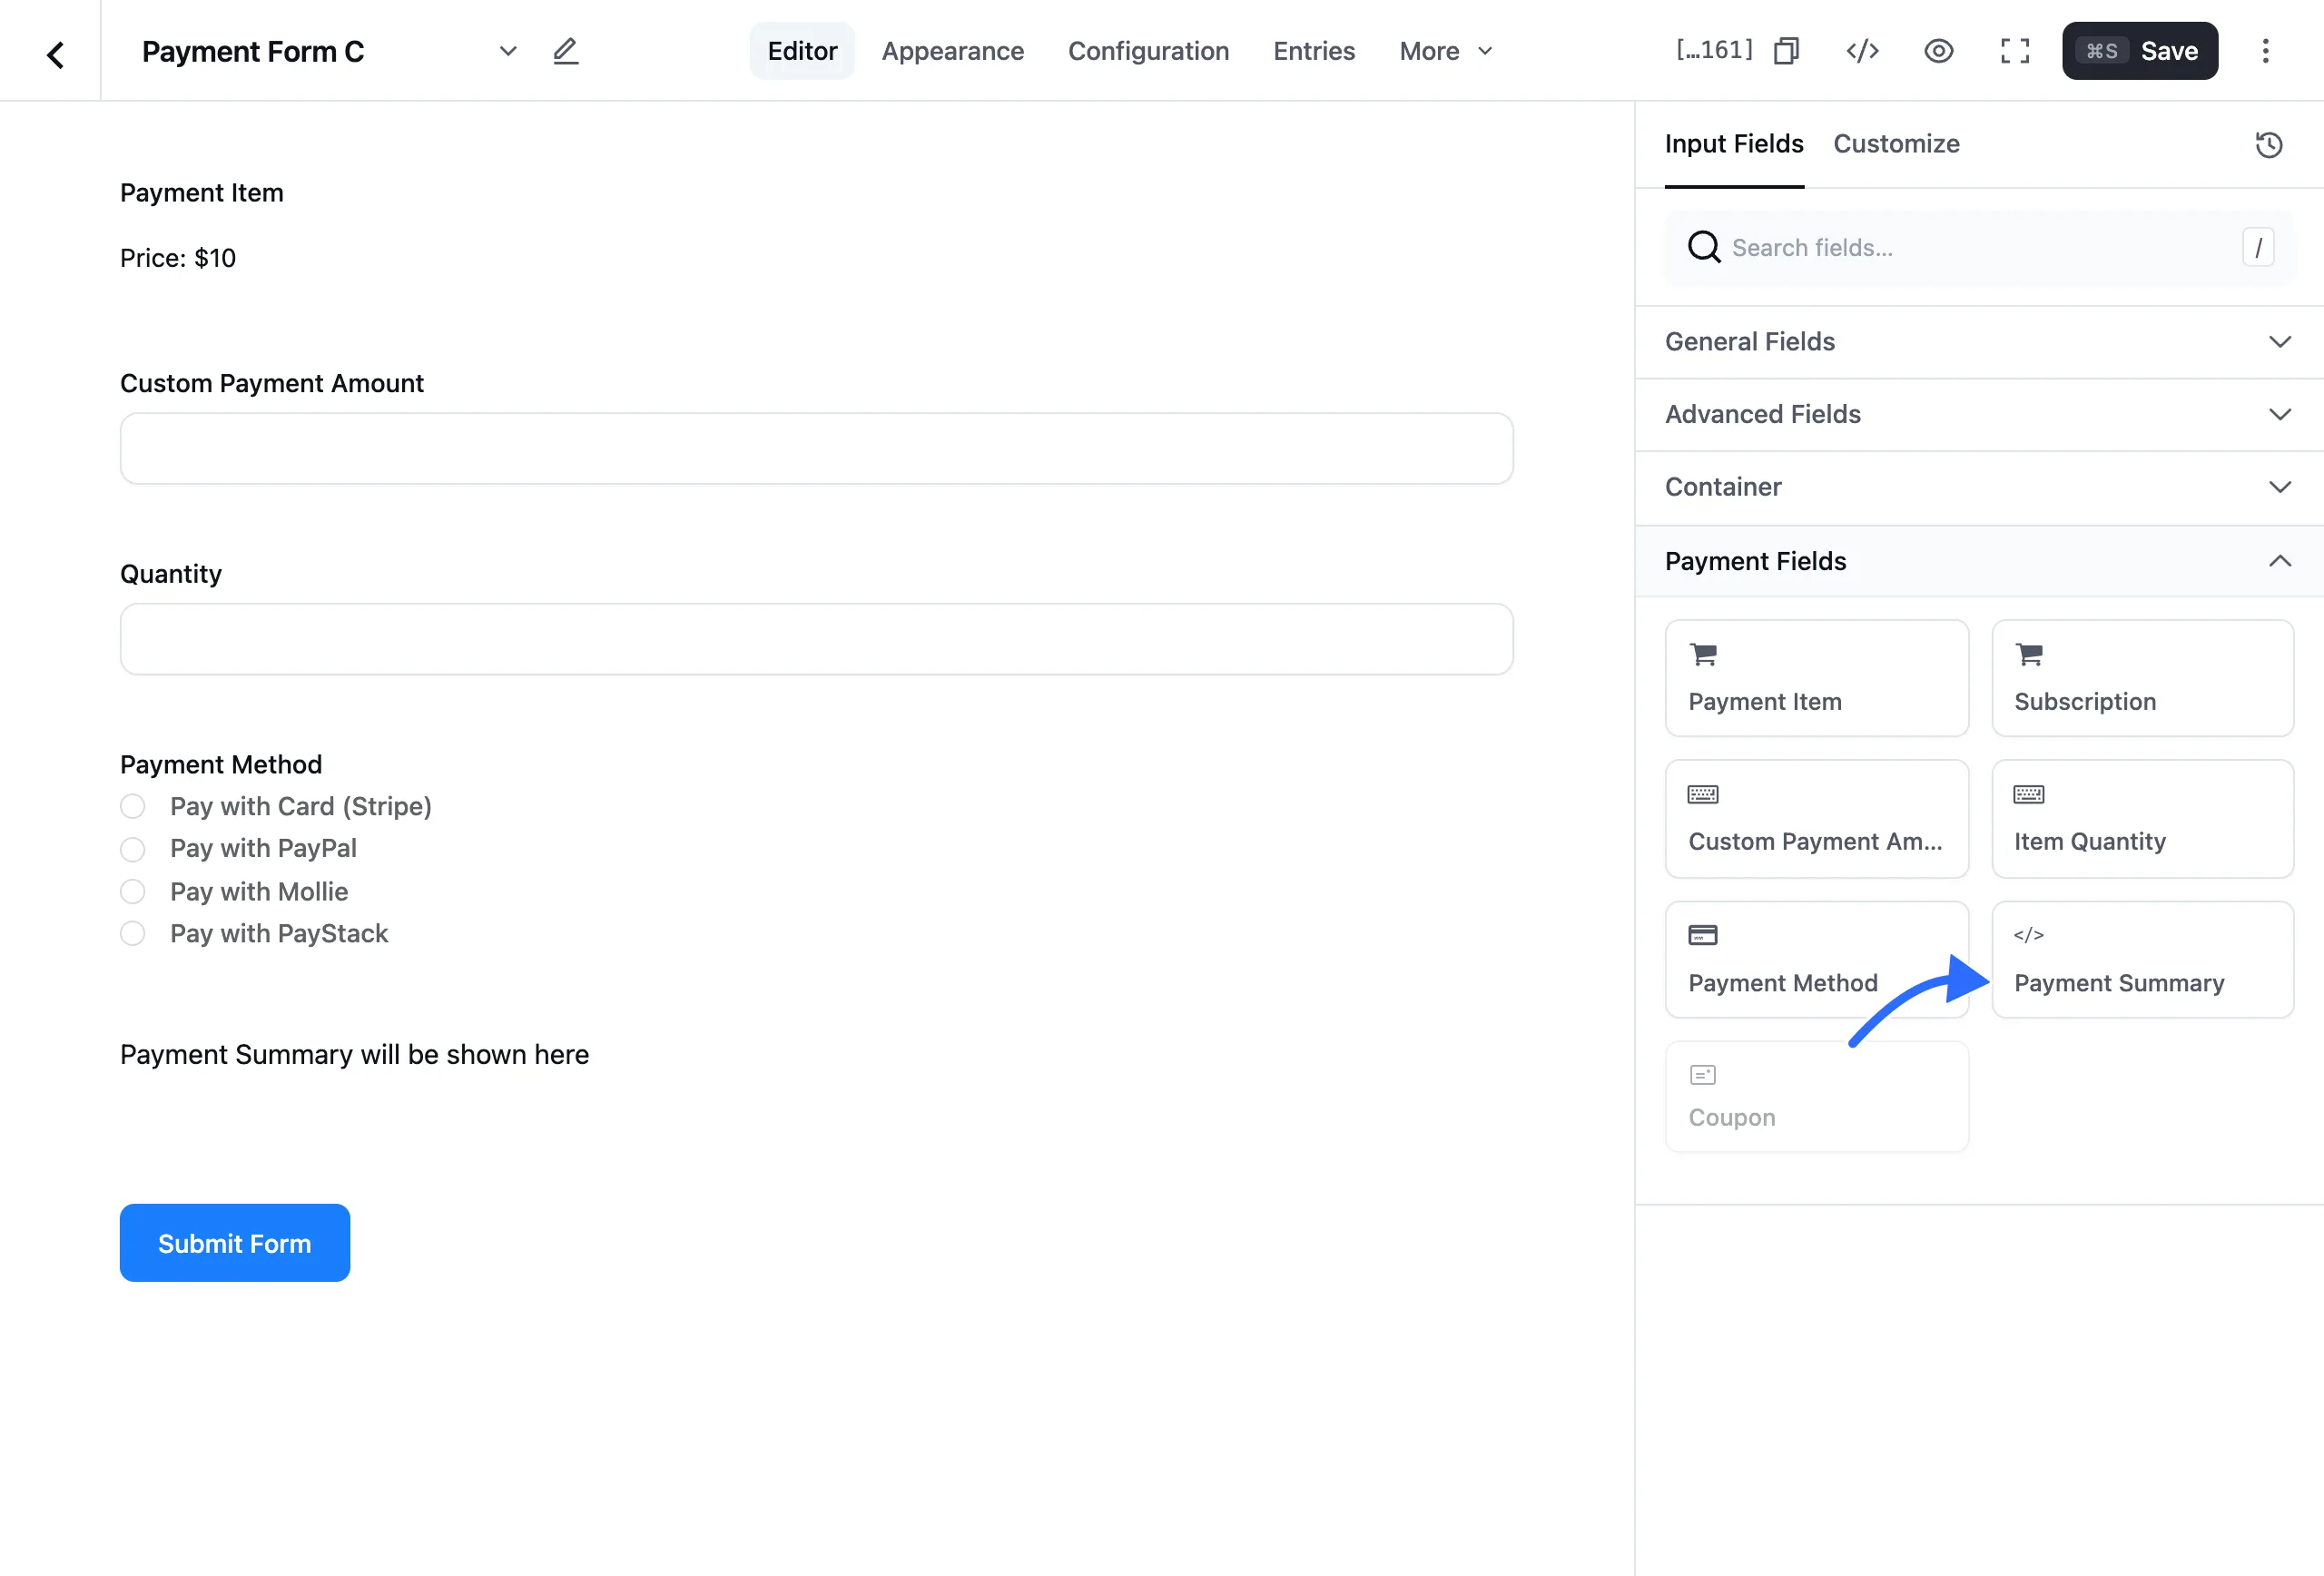 Payment Form C
Editor
Appearance
Configuration
Entries
More
[…161]
</>
⌘S Save
Payment Item
Price: $10
Custom Payment Amount
Quantity
Payment Method
Pay with Card (Stripe)
Pay with PayPal
Pay with Mollie
Pay with PayStack
Payment Summary will be shown here
Submit Form
Input Fields
Customize
Search fields...
/
General Fields
Advanced Fields
Container
Payment Fields
Payment Item
Subscription
Custom Payment Am...
Item Quantity
Payment Method
</>
Payment Summary
Coupon